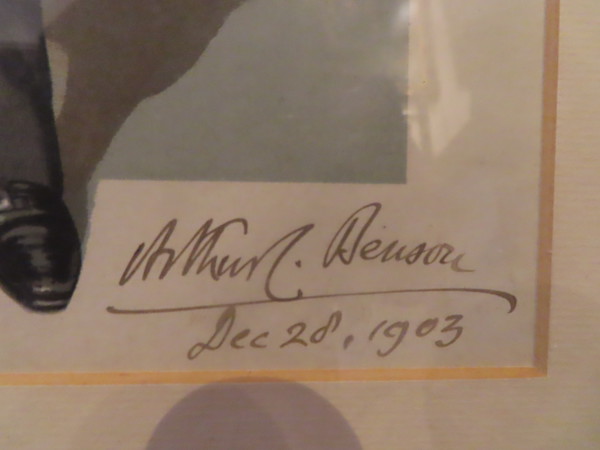 Arthur C. Benson
Dec 28, 1903